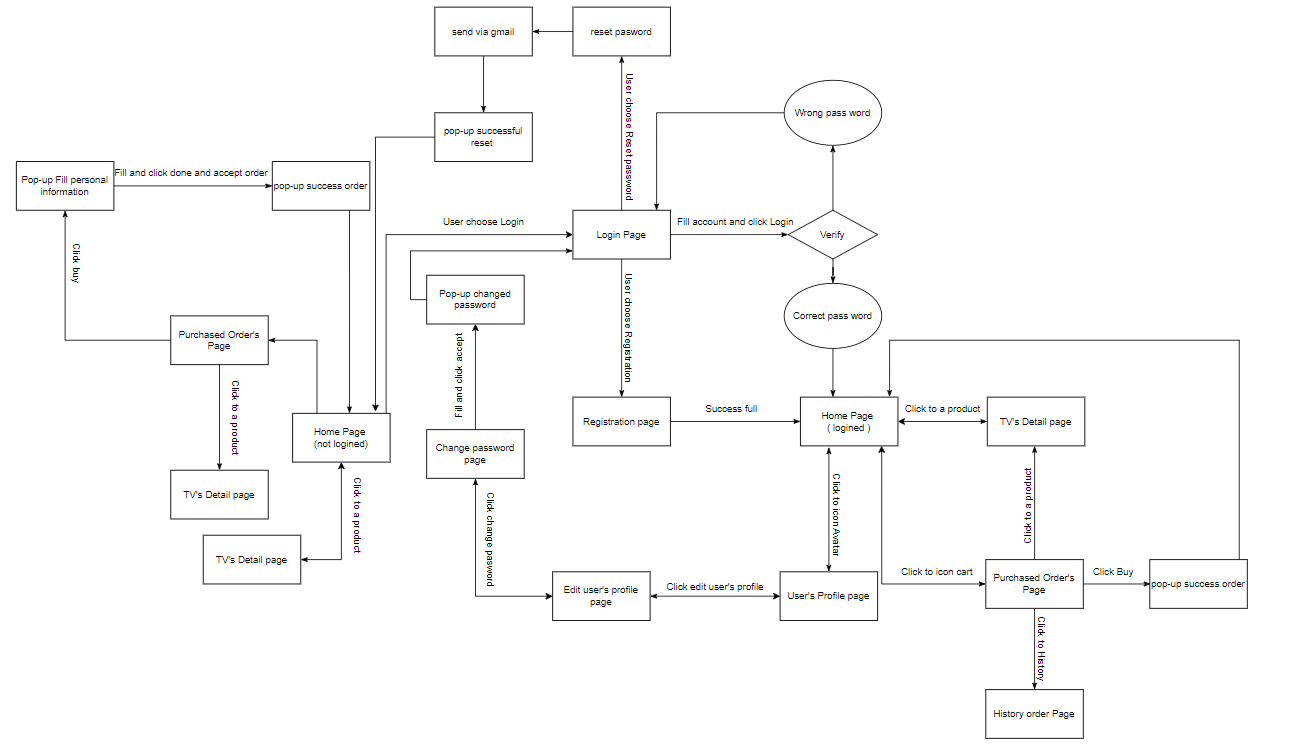 send via gmail
reset pasword
User choose Reset password
Wrong pass word
pop-up successful
reset
Pop-up Fill personal
information
Fill and click done and accept order
pop-up success order
User choose Login
Login Page
Fill account and click Login
Verify
Click buy
Pop-up changed
password
User choose Registration
Correct pass word
Purchased Order's
Page
Click to a product
Fill and click accept
Home Page
(not logined)
Registration page
Success full
Home Page
( logined )
Click to a product
TV's Detail page
Change password
page
TV's Detail page
Click to a product
Click change pasword
Click to icon Avatar
Click to a product
TV's Detail page
Edit user's profile
page
Click edit user's profile
User's Profile page
Click to icon cart
Purchased Order's
Page
Click Buy
pop-up success order
Click to History
History order Page